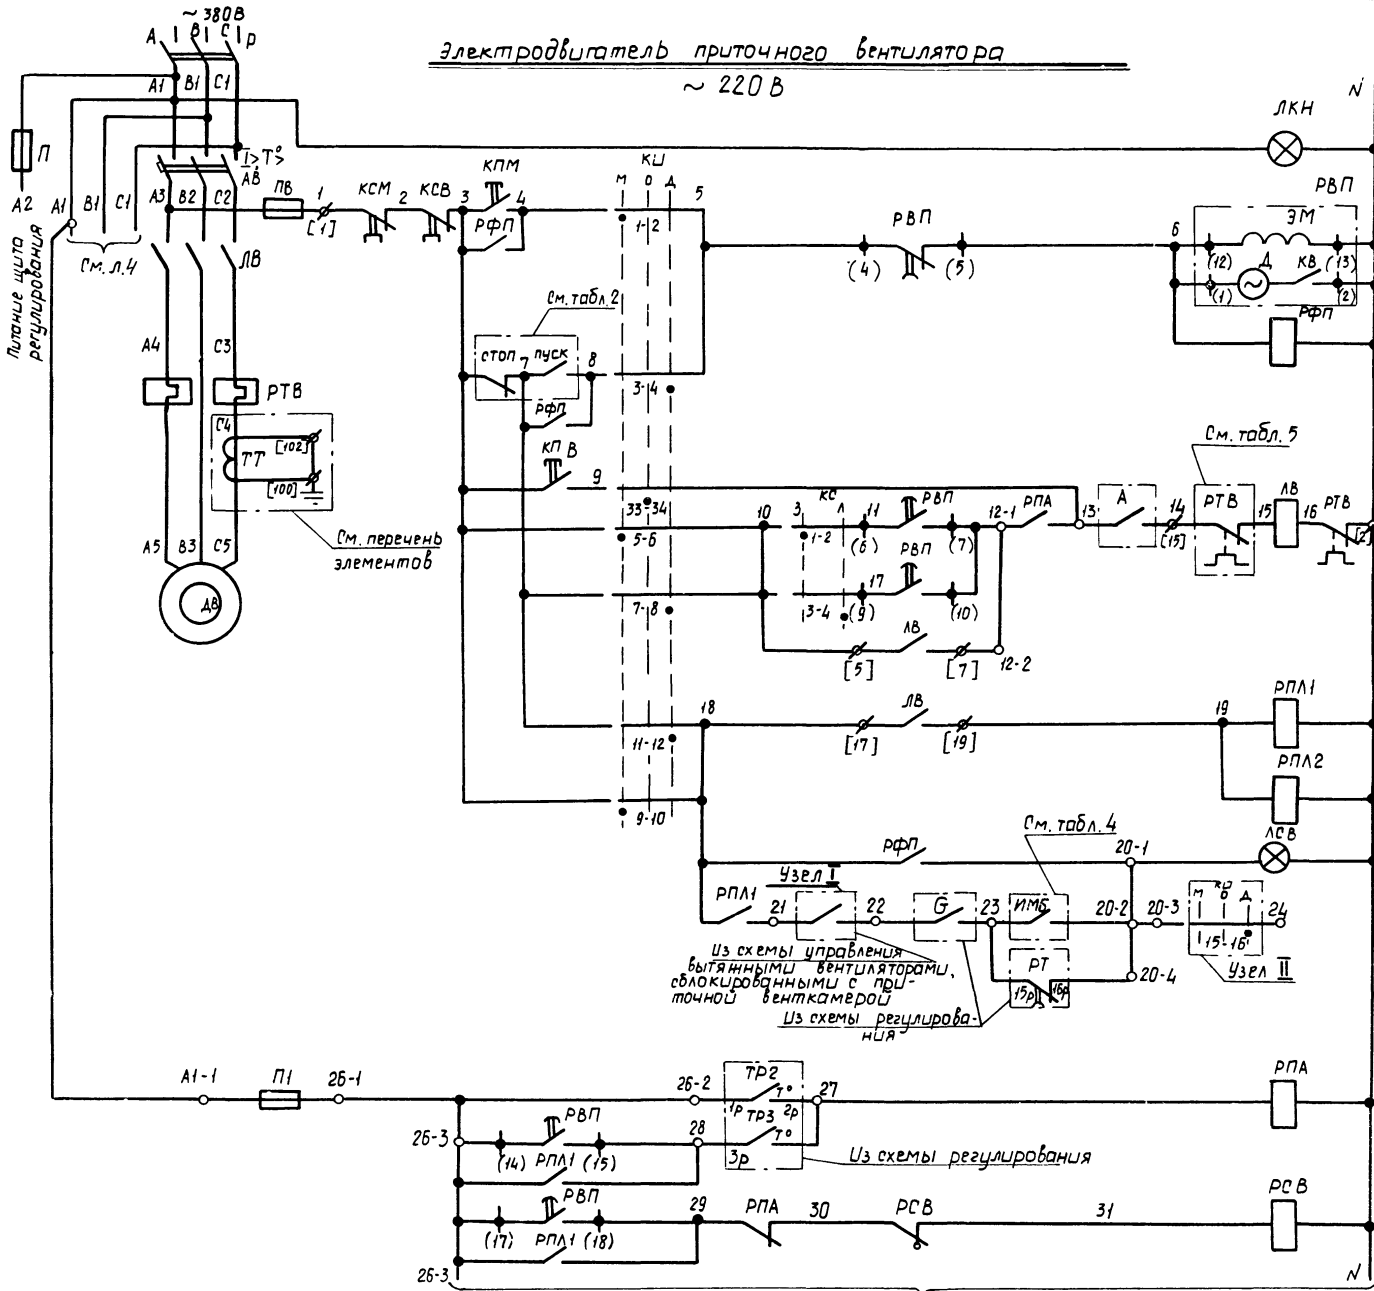 ~ 380В
А В С Р
Электродвигатель приточного вентилятора
~ 220 В
N
А1 В1 С1
ЛКН
П
I> T°>
АВ
КПМ
КЦ
М О Д
РВП
А2 А1 В1 С1
А3 В2 С2
ПВ
1
[1]
КСМ
2
КСВ
3
РФП
4
1-2
5
РВП
(4) (5)
6
ЭМ
(12) (13)
Д КВ
(1) (2)
РФП
Питание щита
регулирования
См. л. 4
ЛВ
См. табл. 2
А4 С3
РТВ
СТОП 7 ПУСК 8
3-4
РФП
С4
ТТ
[102]
[100]
КПВ
9
33-34
См. табл. 5
См. перечень
элементов
А5 В3 С5
ДВ
5-6
10
КС
З Л
1-2
11
(6)
РВП
(7)
12-1
РПА
13
А
14
[15]
РТВ
15
ЛВ
16
РТВ
[2]
7-8
3-4
17
(9)
РВП
(10)
[5]
ЛВ
[7]
12-2
11-12
18
[17]
ЛВ
[19]
19
РПЛ1
РПЛ2
9-10
См. табл. 4
ЛСВ
РФП
20-1
Узел I
РПЛ1
21
22
G
23
ИМБ
20-2
20-3
М О Д
15-16
24
Узел II
РТ
15р 16р
20-4
Из схемы управления
вытяжными вентиляторами,
сблокированными с при-
точной венткамерой
Из схемы регулирова-
ния
А1-1
П1
26-1
26-2
ТР2
1р Т° 2р
27
РПА
26-3
(14)
РВП
(15)
28
ТР3
3р Т°
РПЛ1
Из схемы регулирования
(17)
РВП
(18)
29
РПА
30
РСВ
31
РСВ
РПЛ1
26-3
N